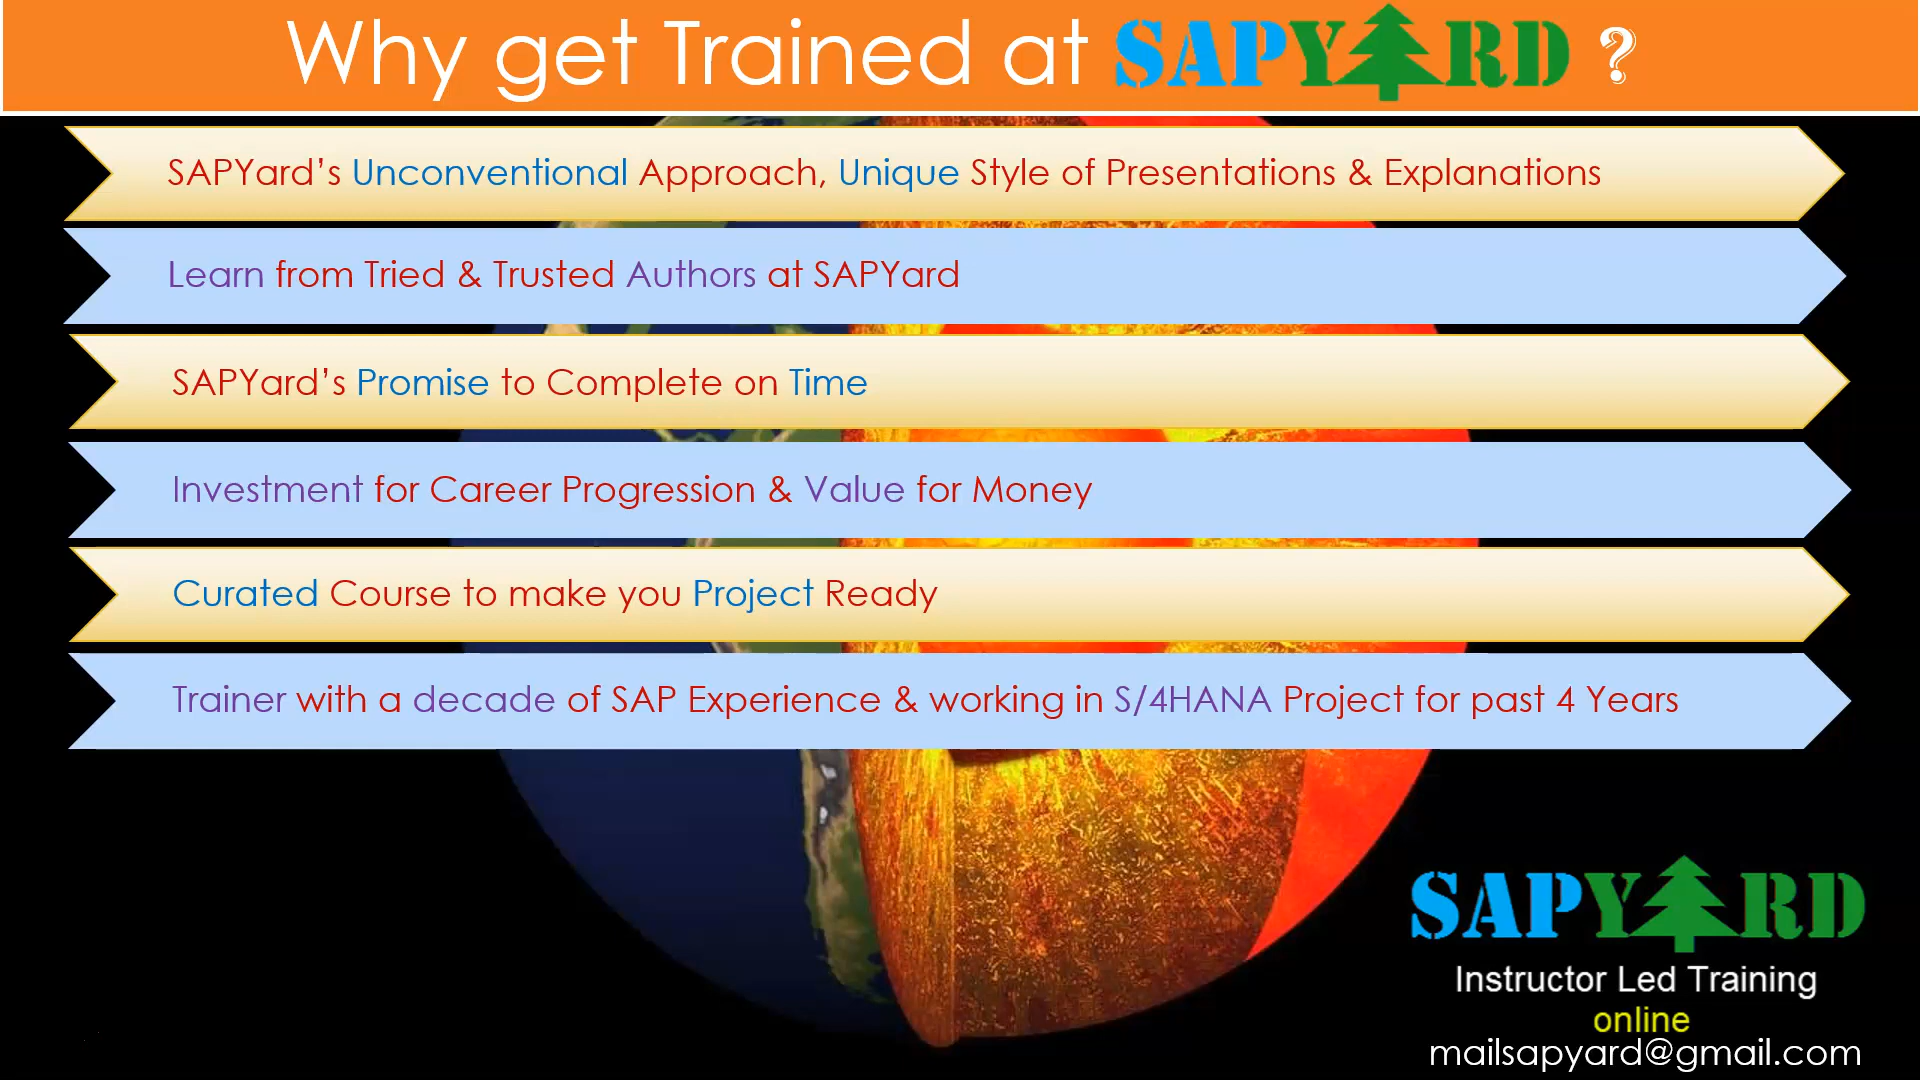 Why get Trained at SAPYARD ?
SAPYard’s Unconventional Approach, Unique Style of Presentations & Explanations
Learn from Tried & Trusted Authors at SAPYard
SAPYard’s Promise to Complete on Time
Investment for Career Progression & Value for Money
Curated Course to make you Project Ready
Trainer with a decade of SAP Experience & working in S/4HANA Project for past 4 Years
SAPYARD
Instructor Led Training
online
mailsapyard@gmail.com